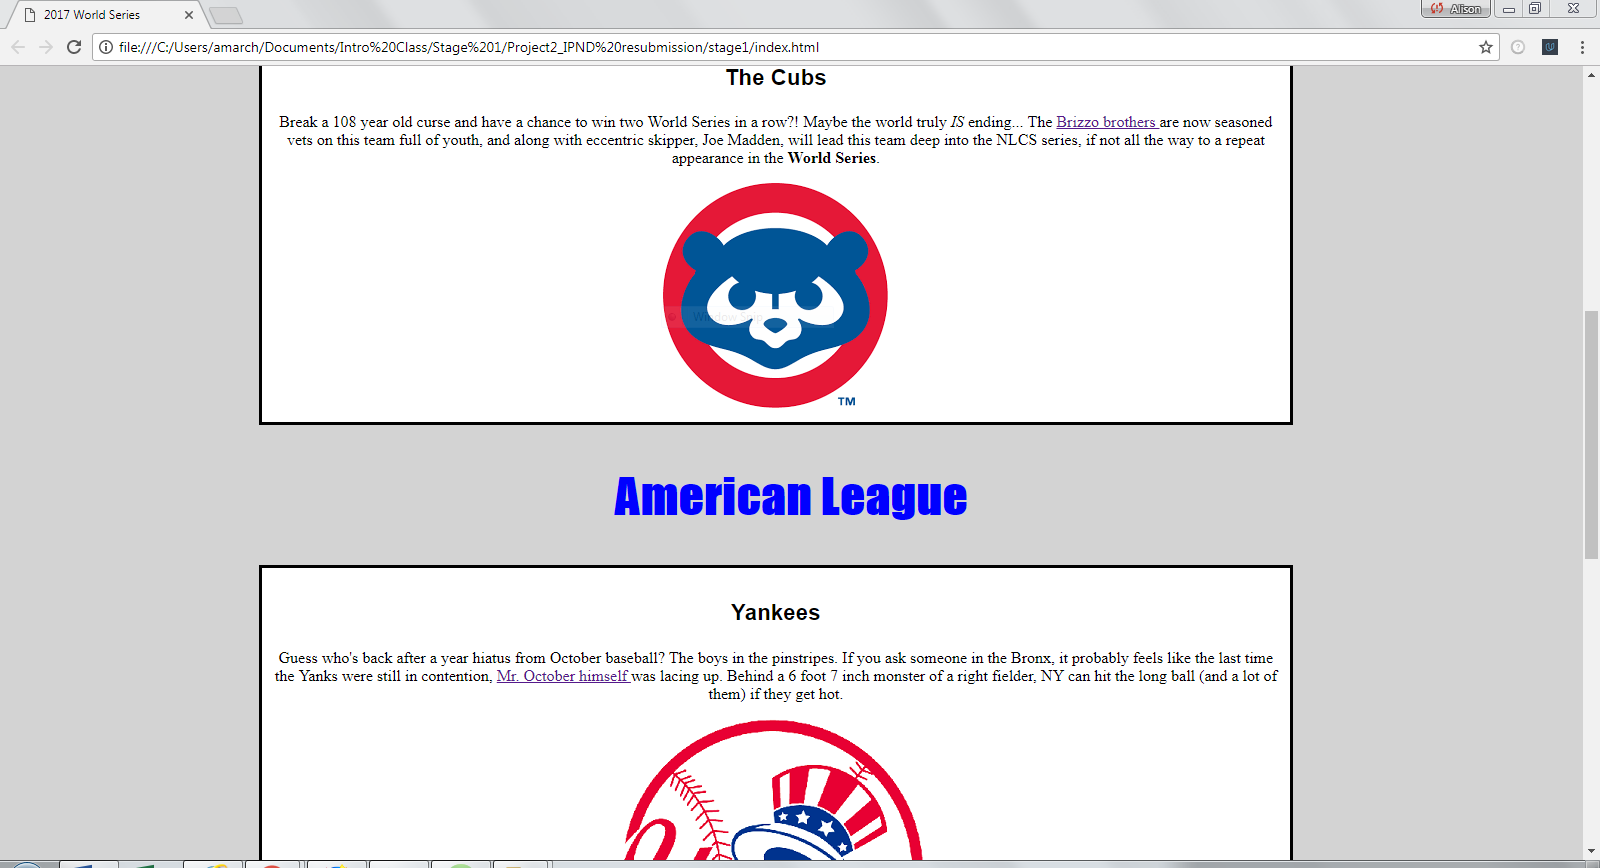 2017 World Series
Alison
file:///C:/Users/amarch/Documents/Intro%20Class/Stage%201/Project2_IPND%20resubmission/stage1/index.html
The Cubs
Break a 108 year old curse and have a chance to win two World Series in a row?! Maybe the world truly IS ending... The Brizzo brothers are now seasoned
vets on this team full of youth, and along with eccentric skipper, Joe Madden, will lead this team deep into the NLCS series, if not all the way to a repeat
appearance in the World Series.
Window Snip
TM
American League
Yankees
Guess who's back after a year hiatus from October baseball? The boys in the pinstripes. If you ask someone in the Bronx, it probably feels like the last time
the Yanks were still in contention, Mr. October himself was lacing up. Behind a 6 foot 7 inch monster of a right fielder, NY can hit the long ball (and a lot of
them) if they get hot.